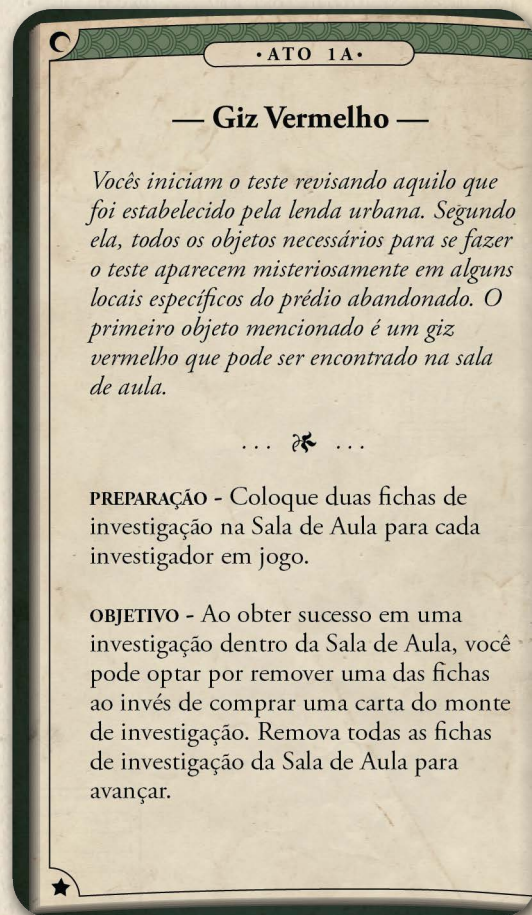 • ATO 1A •
— Giz Vermelho —
Vocês iniciam o teste revisando aquilo que
foi estabelecido pela lenda urbana. Segundo
ela, todos os objetos necessários para se fazer
o teste aparecem misteriosamente em alguns
locais específicos do prédio abandonado. O
primeiro objeto mencionado é um giz
vermelho que pode ser encontrado na sala
de aula.
PREPARAÇÃO - Coloque duas fichas de
investigação na Sala de Aula para cada
investigador em jogo.
OBJETIVO - Ao obter sucesso em uma
investigação dentro da Sala de Aula, você
pode optar por remover uma das fichas
ao invés de comprar uma carta do monte
de investigação. Remova todas as fichas
de investigação da Sala de Aula para
avançar.